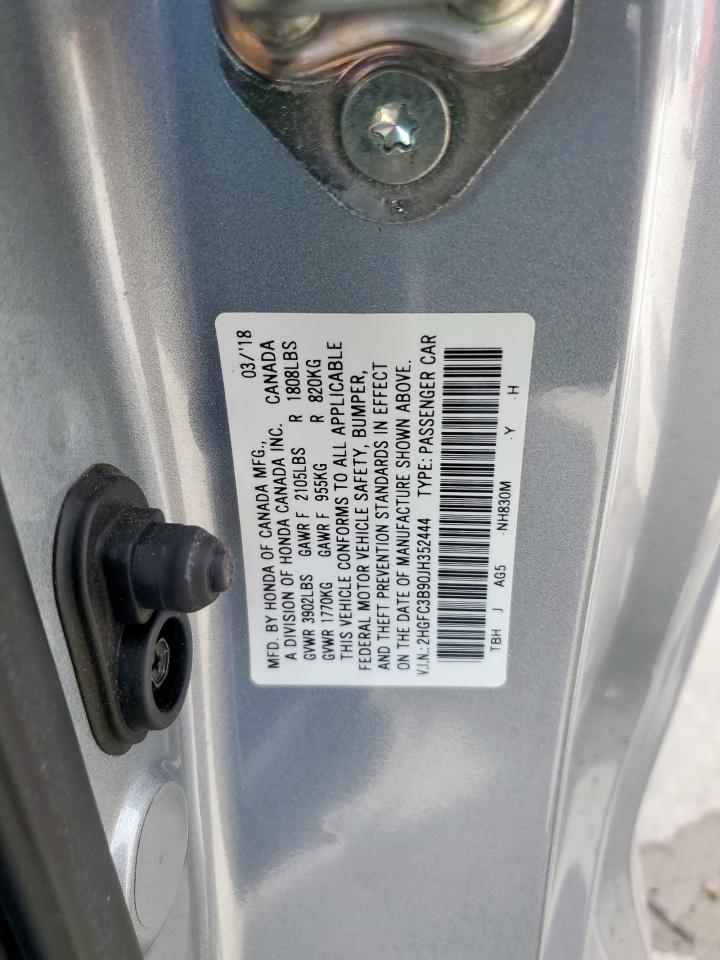 03/'18
MFD. BY HONDA OF CANADA MFG.,
A DIVISION OF HONDA CANADA INC. CANADA
GVWR 3902LBS GAWR F 2105LBS R 1808LBS
GVWR 1770KG GAWR F 955KG R 820KG
THIS VEHICLE CONFORMS TO ALL APPLICABLE
FEDERAL MOTOR VEHICLE SAFETY, BUMPER,
AND THEFT PREVENTION STANDARDS IN EFFECT
ON THE DATE OF MANUFACTURE SHOWN ABOVE.
V.I.N.:2HGFC3B90JH352444 TYPE: PASSENGER CAR
TBH J AG5 -NH830M -Y -H